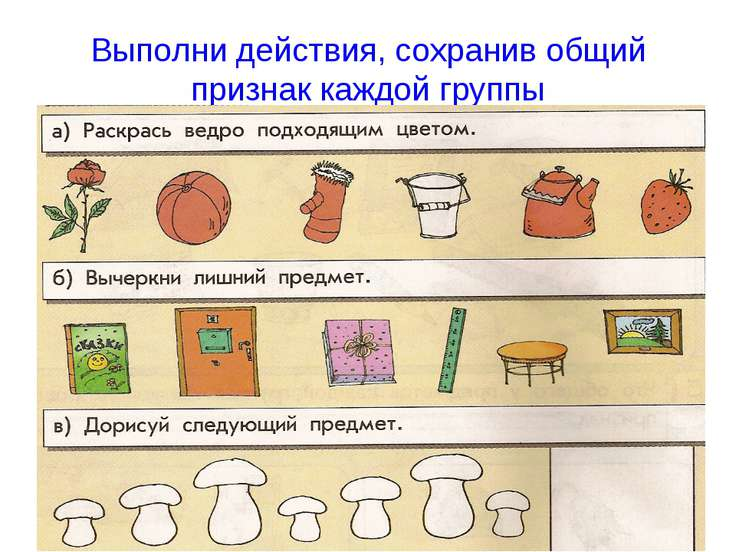 Выполни действия, сохранив общий
признак каждой группы
а) Раскрась ведро подходящим цветом.
б) Вычеркни лишний предмет.
СКАЗКИ
в) Дорисуй следующий предмет.